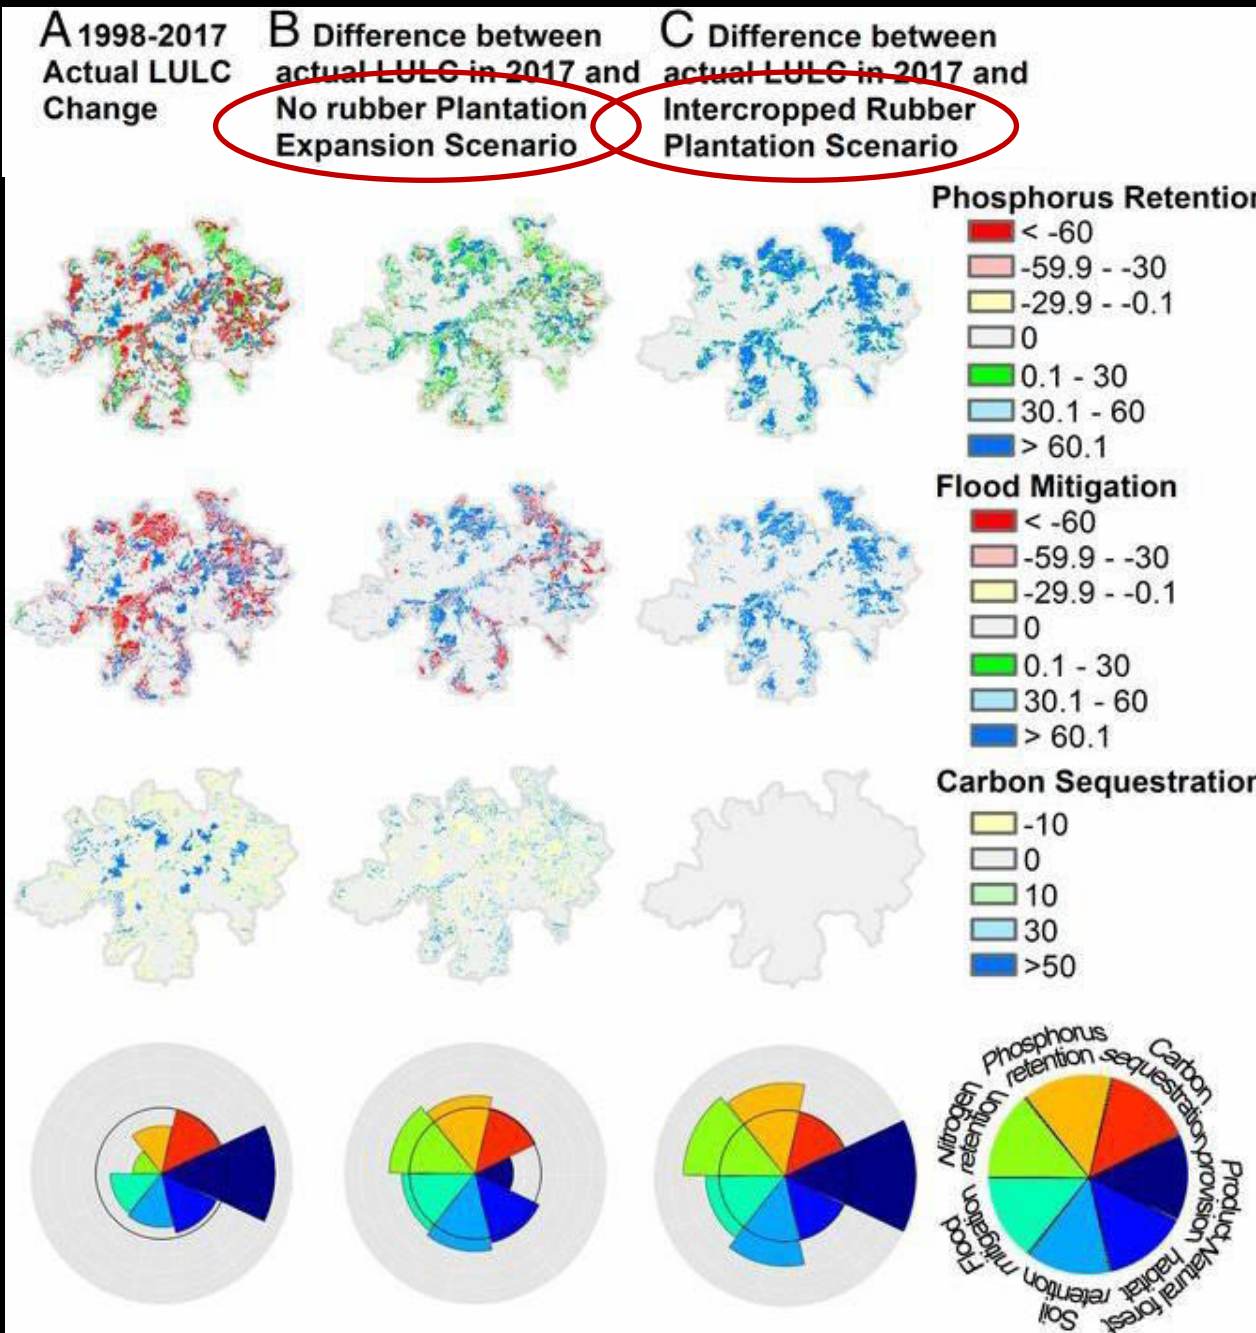 A 1998-2017
Actual LULC
Change
B Difference between
actual LULC in 2017 and
No rubber Plantation
Expansion Scenario
C Difference between
actual LULC in 2017 and
Intercropped Rubber
Plantation Scenario
Phosphorus Retention
< -60
-59.9 - -30
-29.9 - -0.1
0
0.1 - 30
30.1 - 60
> 60.1
Flood Mitigation
< -60
-59.9 - -30
-29.9 - -0.1
0
0.1 - 30
30.1 - 60
> 60.1
Carbon Sequestration
-10
0
10
30
>50
Phosphorus
retention
Carbon
sequestration
Product
provision
Natural forest
habitat
Soil
retention
Flood
mitigation
Nitrogen
retention